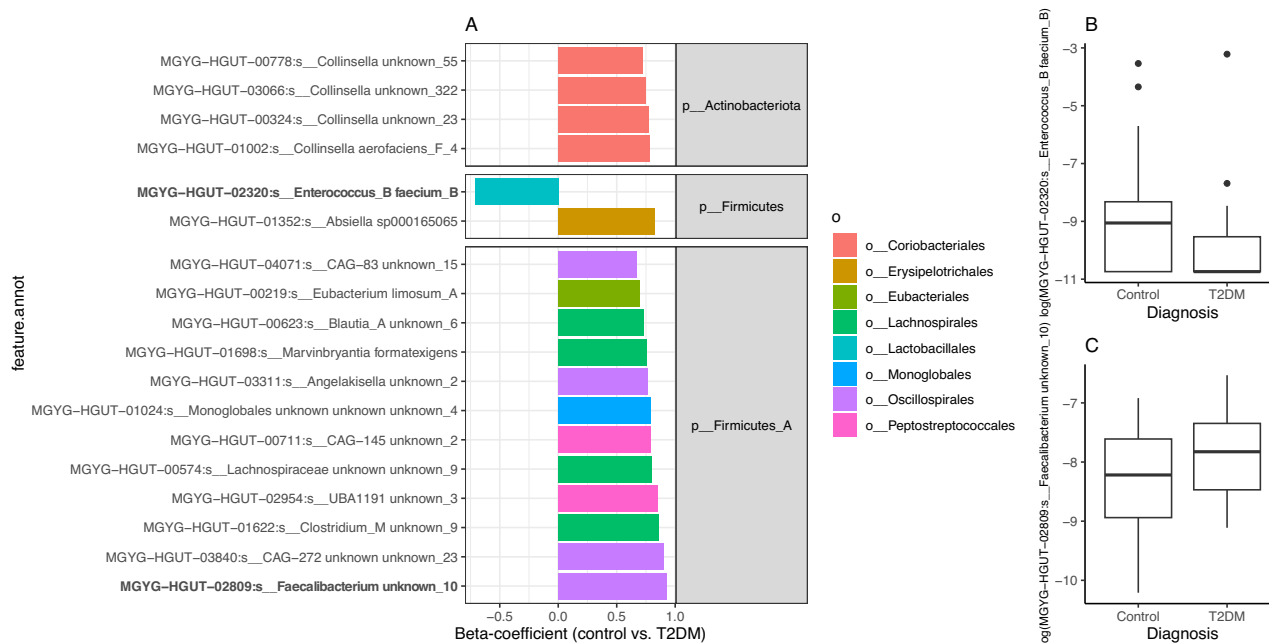 A
feature.annot
MGYG−HGUT−00778:s__Collinsella unknown_55
MGYG−HGUT−03066:s__Collinsella unknown_322
MGYG−HGUT−00324:s__Collinsella unknown_23
MGYG−HGUT−01002:s__Collinsella aerofaciens_F_4
p__Actinobacteriota
MGYG−HGUT−02320:s__Enterococcus_B faecium_B
MGYG−HGUT−01352:s__Absiella sp000165065
p__Firmicutes
MGYG−HGUT−04071:s__CAG−83 unknown_15
MGYG−HGUT−00219:s__Eubacterium limosum_A
MGYG−HGUT−00623:s__Blautia_A unknown_6
MGYG−HGUT−01698:s__Marvinbryantia formatexigens
MGYG−HGUT−03311:s__Angelakisella unknown_2
MGYG−HGUT−01024:s__Monoglobales unknown unknown unknown_4
MGYG−HGUT−00711:s__CAG−145 unknown_2
MGYG−HGUT−00574:s__Lachnospiraceae unknown unknown_9
MGYG−HGUT−02954:s__UBA1191 unknown_3
MGYG−HGUT−01622:s__Clostridium_M unknown_9
MGYG−HGUT−03840:s__CAG−272 unknown unknown_23
MGYG−HGUT−02809:s__Faecalibacterium unknown_10
p__Firmicutes_A
−0.5 0.0 0.5 1.0
Beta−coefficient (control vs. T2DM)
o
o__Coriobacteriales
o__Erysipelotrichales
o__Eubacteriales
o__Lachnospirales
o__Lactobacillales
o__Monoglobales
o__Oscillospirales
o__Peptostreptococcales
B
log(MGYG−HGUT−02320:s__Enterococcus_B faecium_B)
−3
−5
−7
−9
−11
Control T2DM
Diagnosis
C
og(MGYG−HGUT−02809:s__Faecalibacterium unknown_10)
−7
−8
−9
−10
Control T2DM
Diagnosis